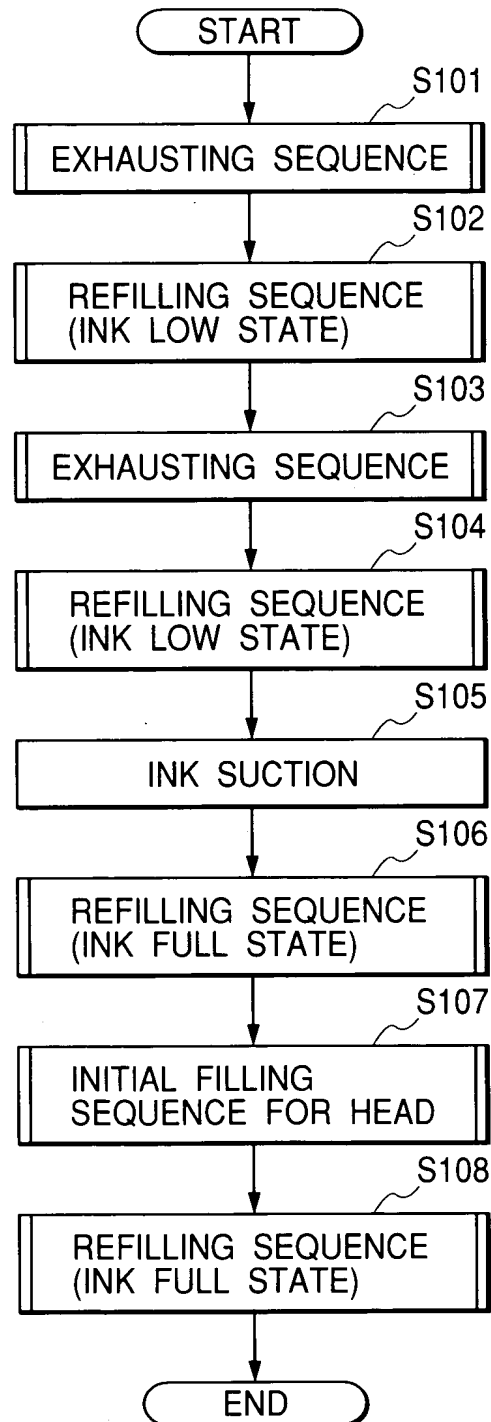 START
S101
EXHAUSTING SEQUENCE
S102
REFILLING SEQUENCE
(INK LOW STATE)
S103
EXHAUSTING SEQUENCE
S104
REFILLING SEQUENCE
(INK LOW STATE)
S105
INK SUCTION
S106
REFILLING SEQUENCE
(INK FULL STATE)
S107
INITIAL FILLING
SEQUENCE FOR HEAD
S108
REFILLING SEQUENCE
(INK FULL STATE)
END